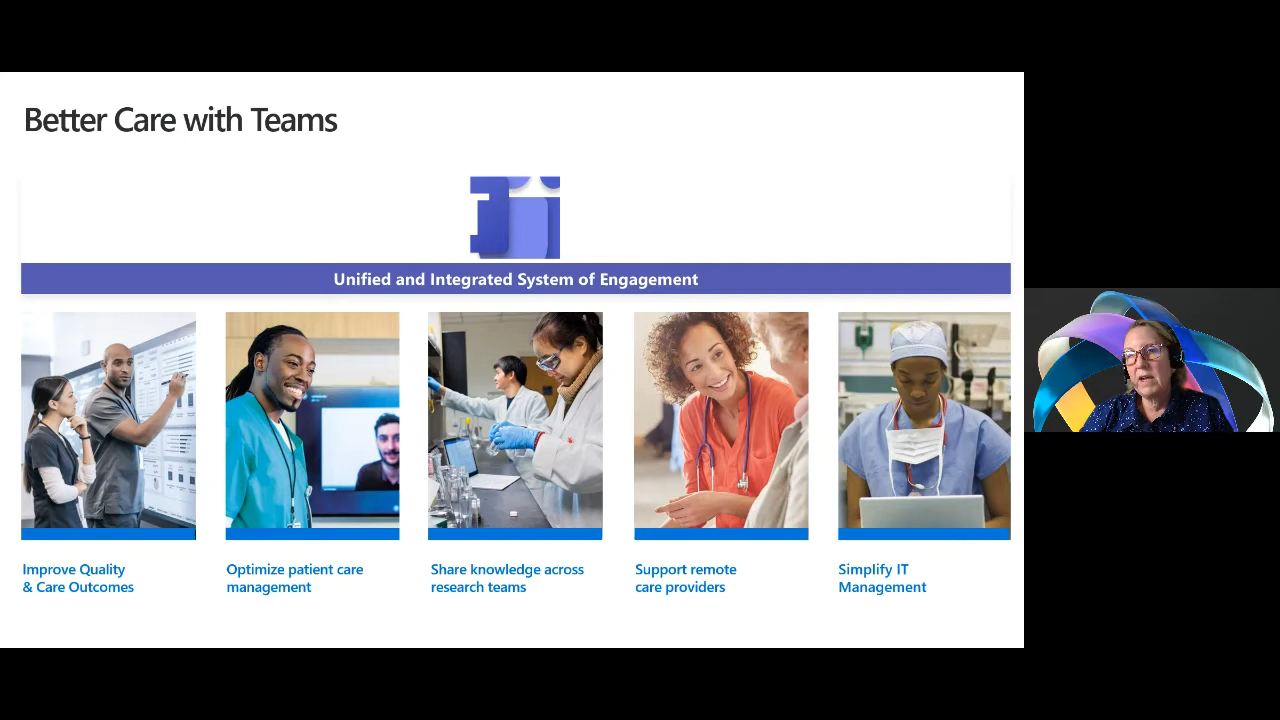 Better Care with Teams
Unified and Integrated System of Engagement
Improve Quality
& Care Outcomes
Optimize patient care
management
Share knowledge across
research teams
Support remote
care providers
Simplify IT
Management